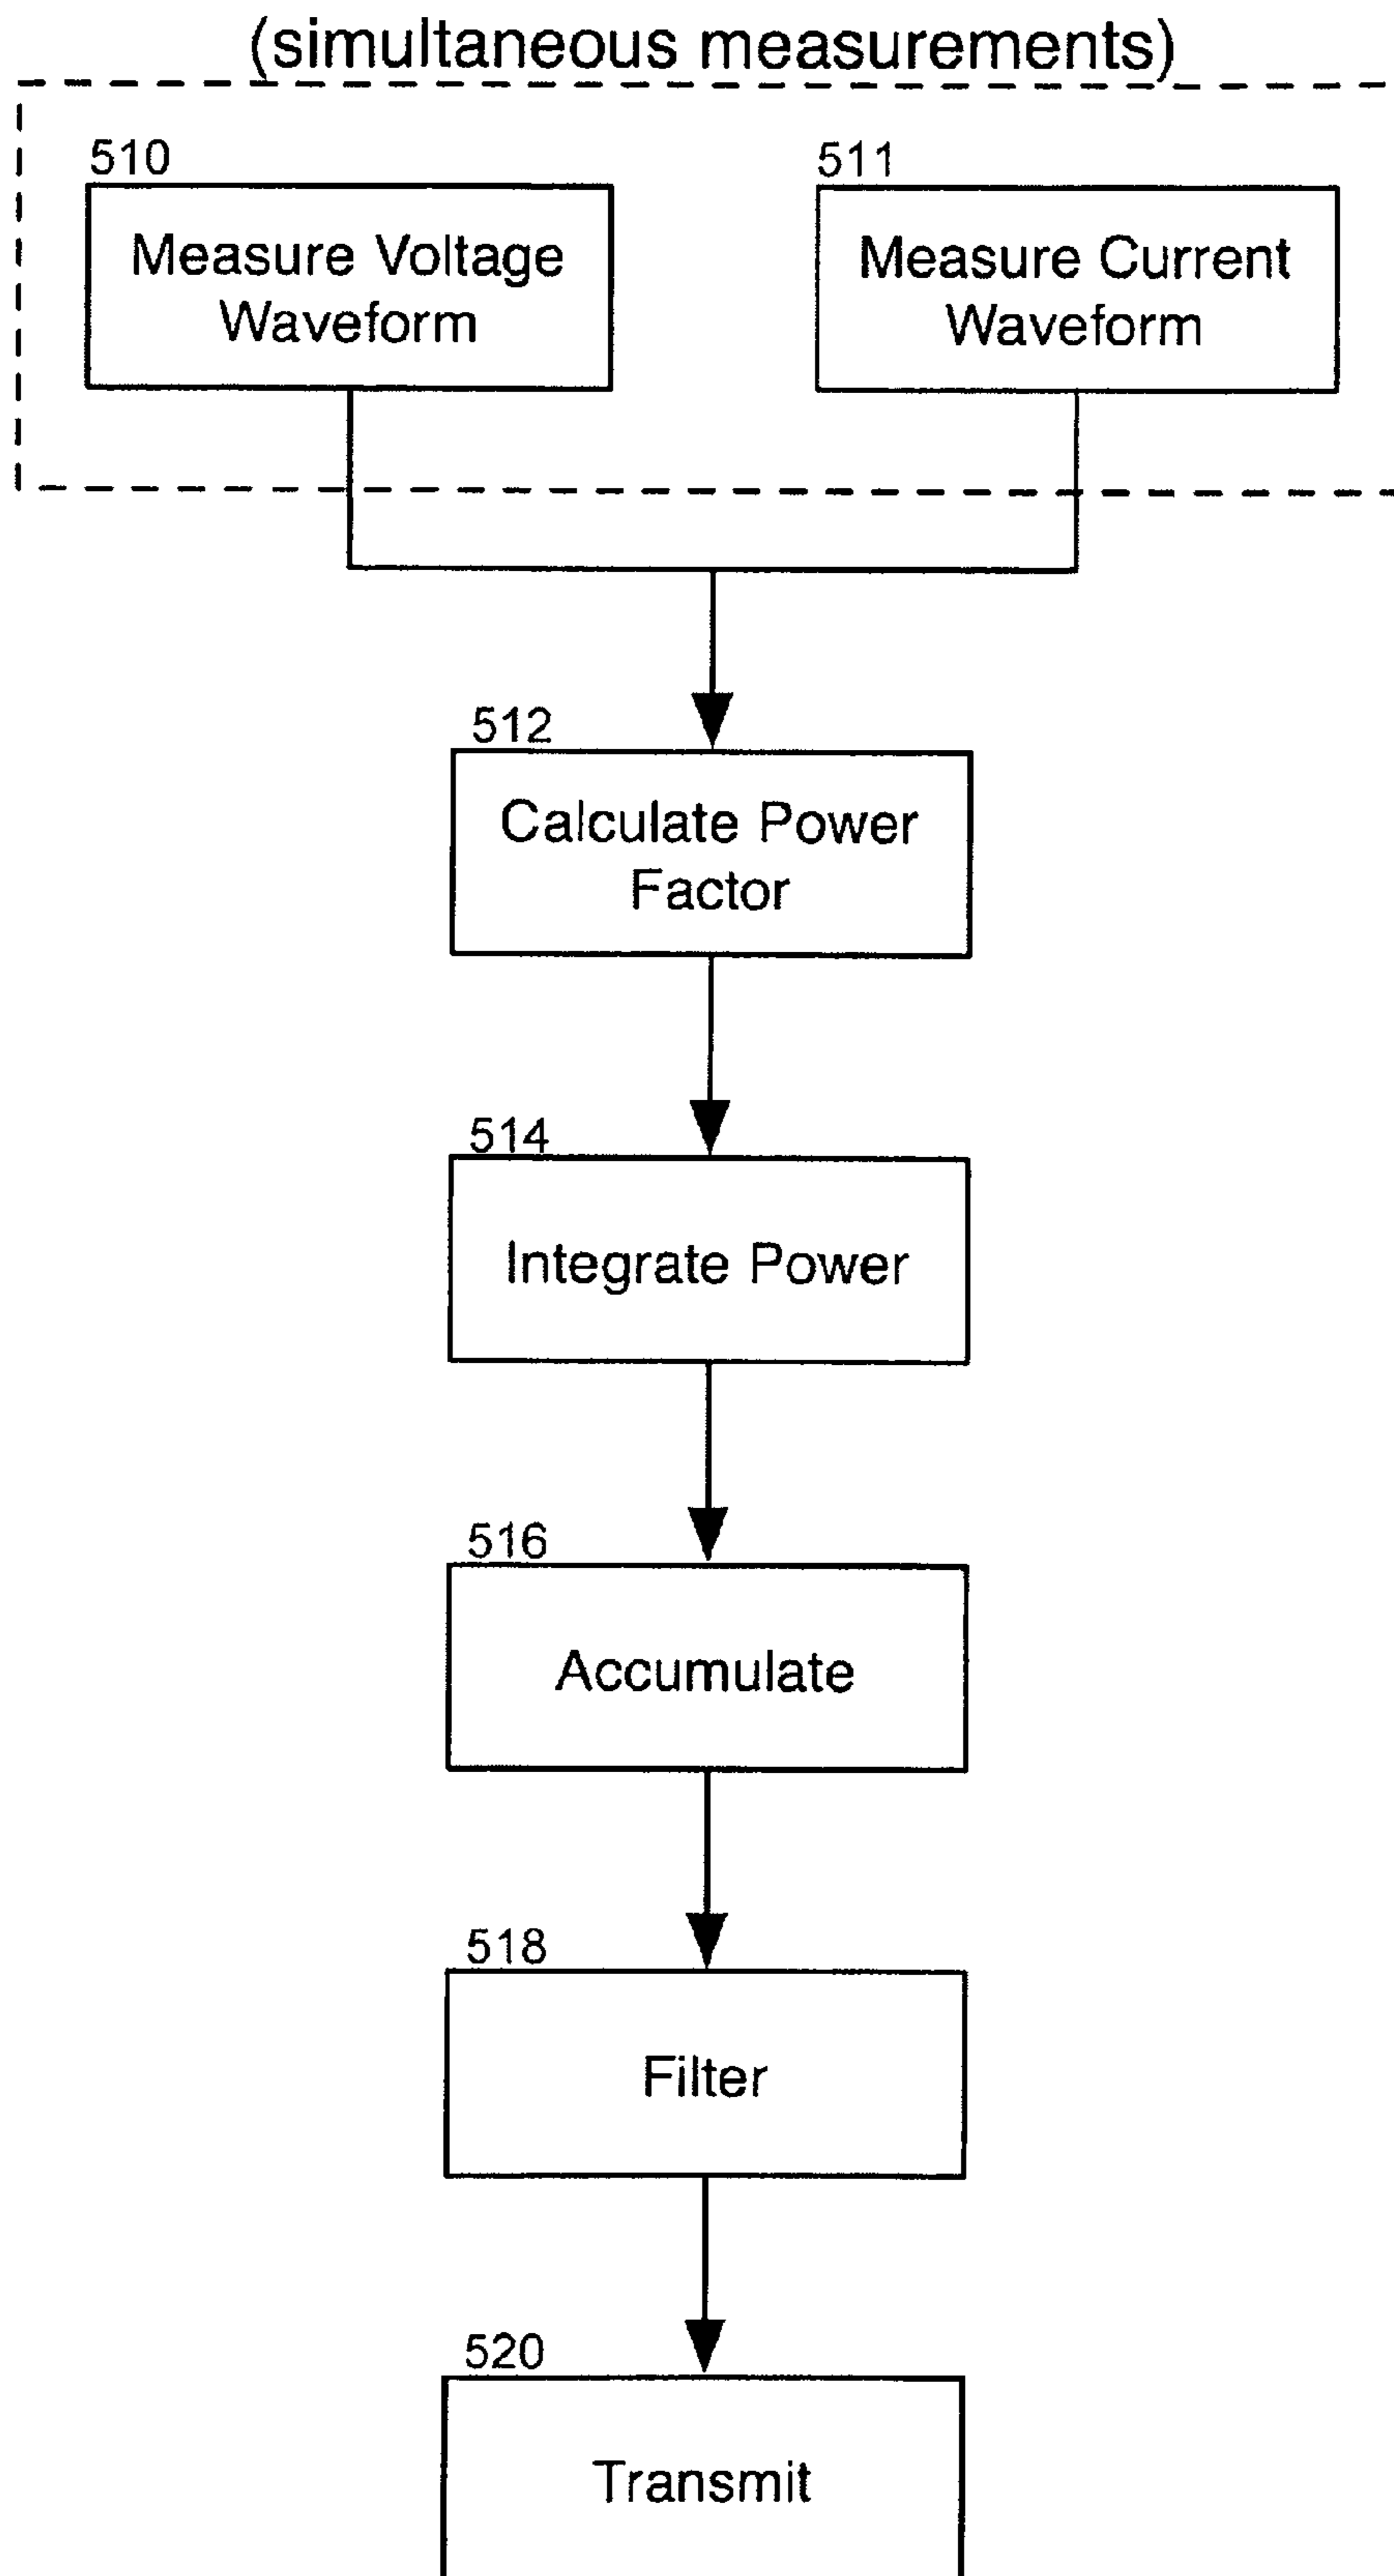 (simultaneous measurements)
510
Measure Voltage
Waveform
511
Measure Current
Waveform
512
Calculate Power
Factor
514
Integrate Power
516
Accumulate
518
Filter
520
Transmit